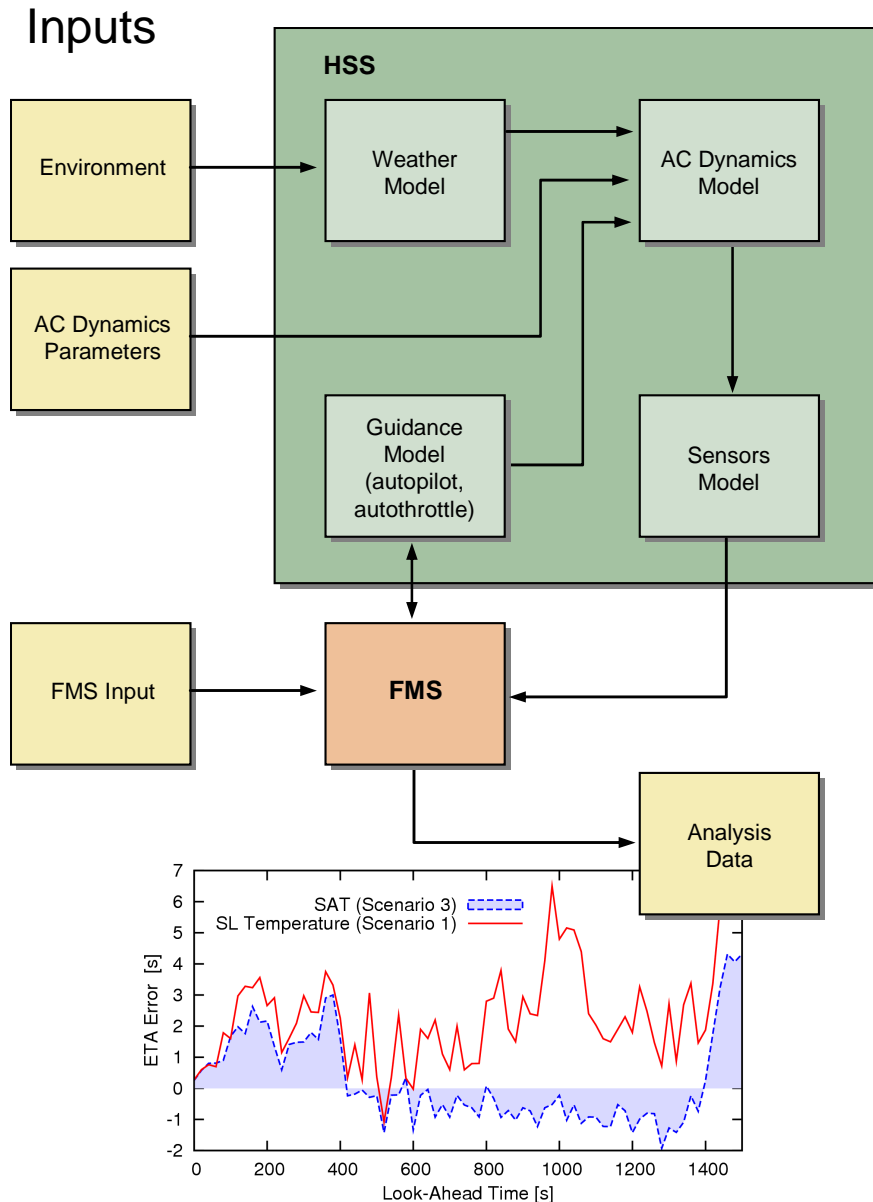 Inputs
HSS
Environment
Weather
Model
AC Dynamics
Model
AC Dynamics
Parameters
Guidance
Model
(autopilot,
autothrottle)
Sensors
Model
FMS Input
FMS
Analysis
Data
7
6
5
4
3
2
1
0
-1
-2
ETA Error [s]
SAT (Scenario 3)
SL Temperature (Scenario 1)
0 200 400 600 800 1000 1200 1400
Look-Ahead Time [s]